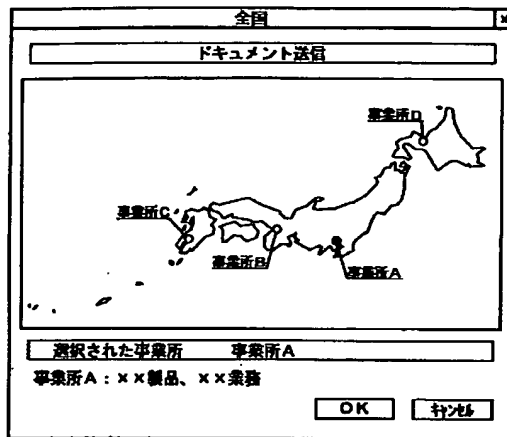 全国 ×
ドキュメント送信
事業所D
事業所C
事業所B
事業所A
選択された事業所 事業所A
事業所A:××製品、××業務
OK キャンセル